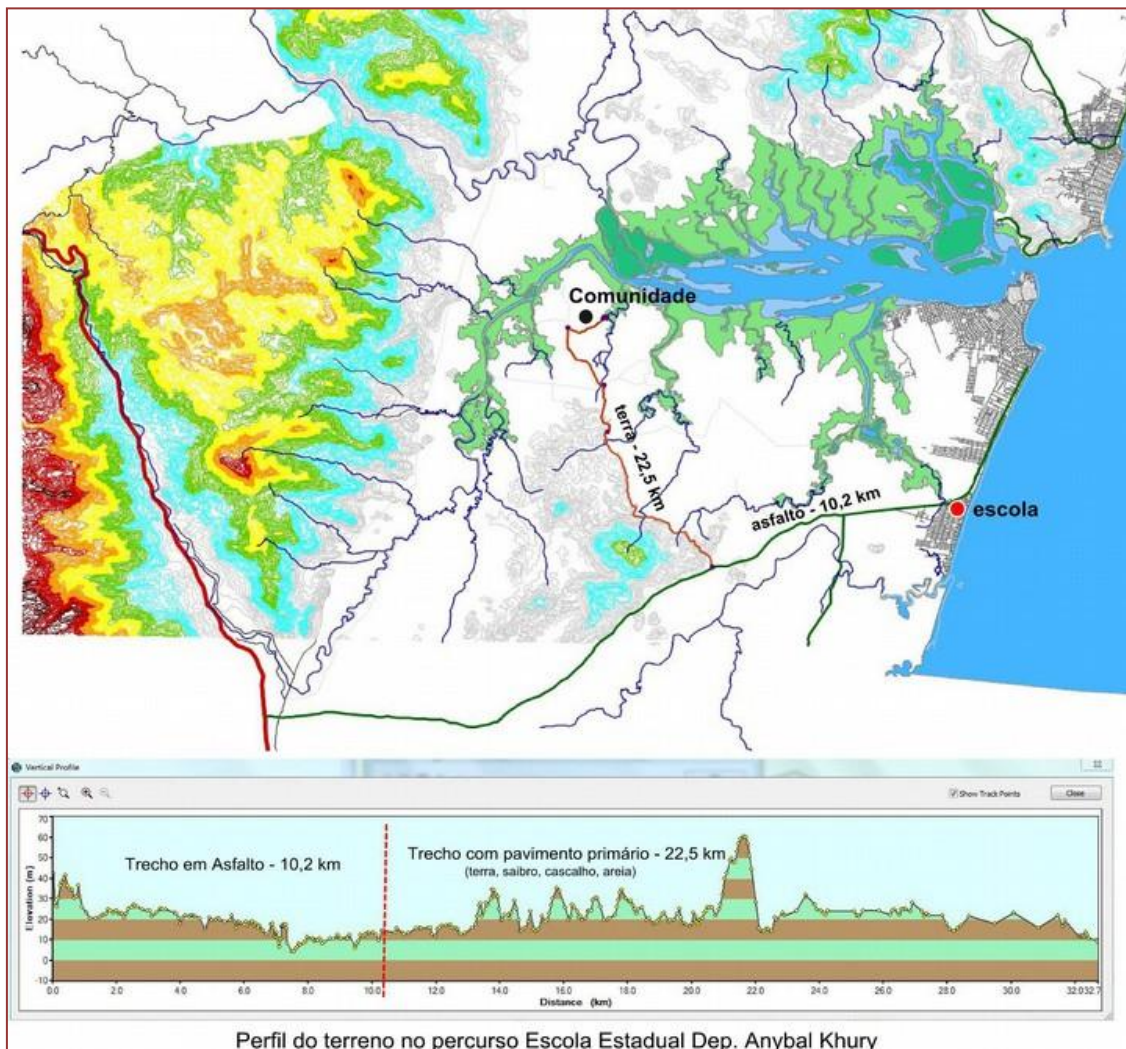 Comunidade
terra - 22,5 km
asfalto - 10,2 km
escola
Vertical Profile
Show Track Points
Close
Trecho em Asfalto - 10,2 km
Trecho com pavimento primário - 22,5 km
(terra, saibro, cascalho, areia)
Elevation (m)
70
60
50
40
30
20
10
0
-10
0.0 2.0 4.0 6.0 8.0 10.0 12.0 14.0 16.0 18.0 20.0 22.0 24.0 26.0 28.0 30.0 32.0 32.7
Distance (km)
Perfil do terreno no percurso Escola Estadual Dep. Anybal Khury